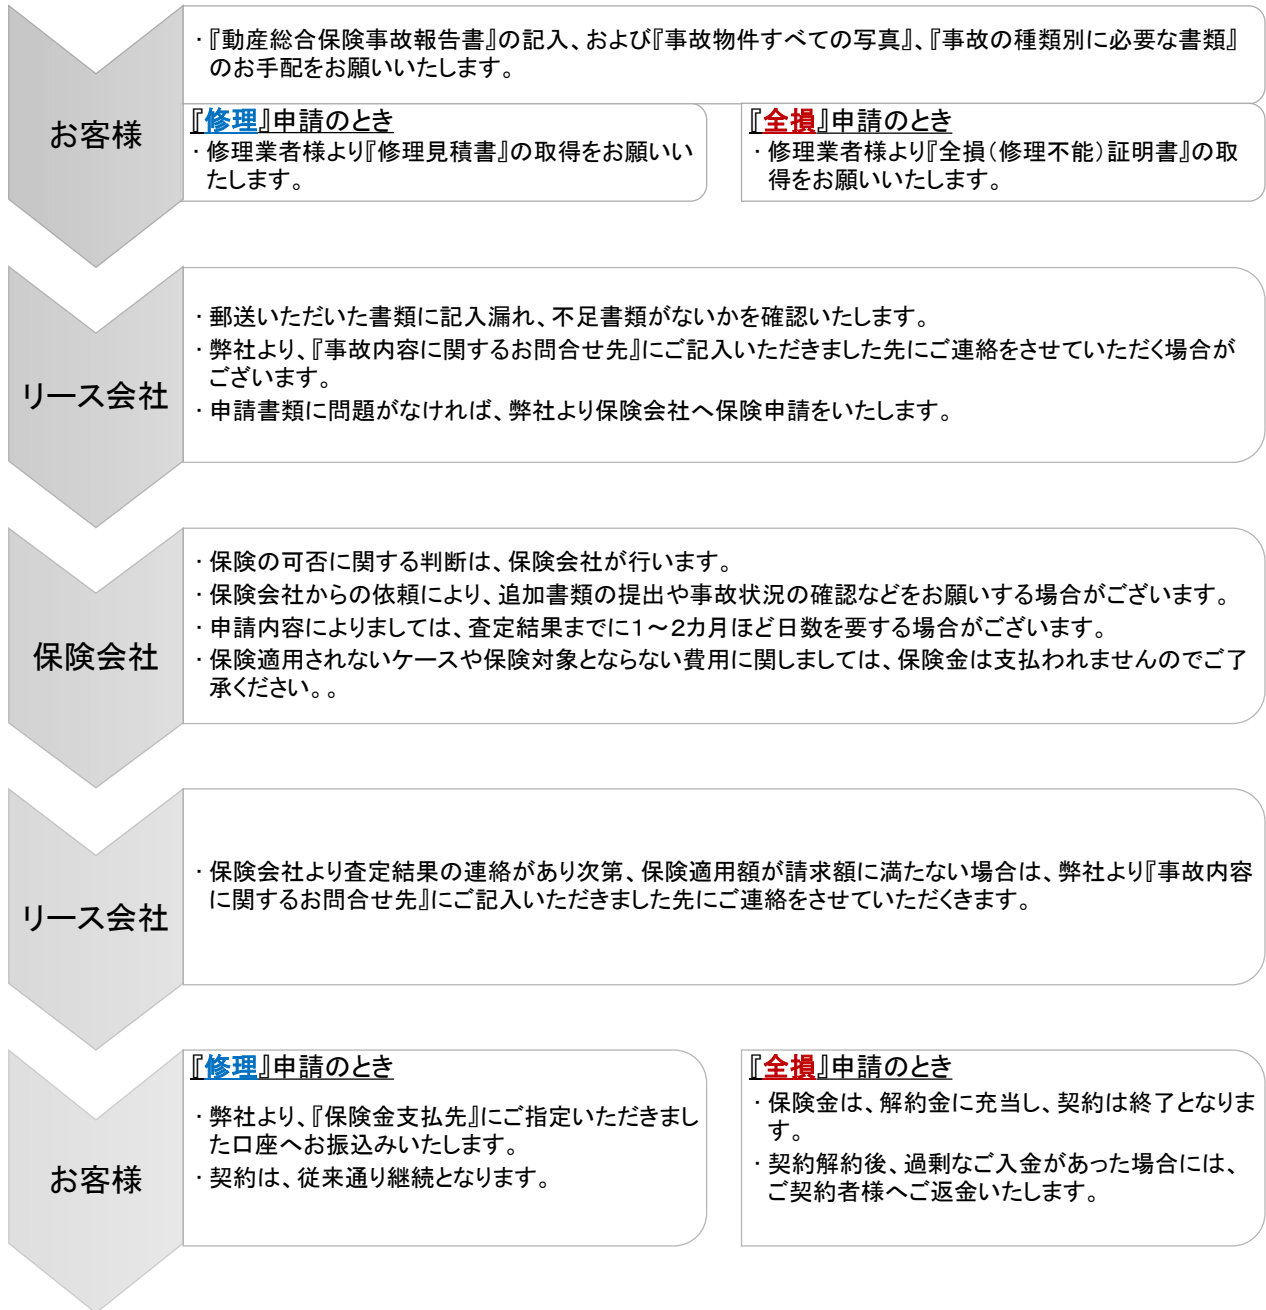 お客様
・『動産総合保険事故報告書』の記入、および『事故物件すべての写真』、『事故の種類別に必要な書類』
のお手配をお願いいたします。
『修理』申請のとき
・修理業者様より『修理見積書』の取得をお願いい
たします。
『全損』申請のとき
・修理業者様より『全損（修理不能）証明書』の取
得をお願いいたします。
リース会社
・郵送いただいた書類に記入漏れ、不足書類がないかを確認いたします。
・弊社より、『事故内容に関するお問合せ先』にご記入いただきました先にご連絡をさせていただく場合が
ございます。
・申請書類に問題がなければ、弊社より保険会社へ保険申請をいたします。
保険会社
・保険の可否に関する判断は、保険会社が行います。
・保険会社からの依頼により、追加書類の提出や事故状況の確認などをお願いする場合がございます。
・申請内容によりましては、査定結果までに１～２カ月ほど日数を要する場合がございます。
・保険適用されないケースや保険対象とならない費用に関しましては、保険金は支払われませんのでご了
承ください。。
リース会社
・保険会社より査定結果の連絡があり次第、保険適用額が請求額に満たない場合は、弊社より『事故内容
に関するお問合せ先』にご記入いただきました先にご連絡をさせていただくきます。
お客様
『修理』申請のとき
・弊社より、『保険金支払先』にご指定いただきまし
た口座へお振込みいたします。
・契約は、従来通り継続となります。
『全損』申請のとき
・保険金は、解約金に充当し、契約は終了となりま
す。
・契約解約後、過剰なご入金があった場合には、
ご契約者様へご返金いたします。